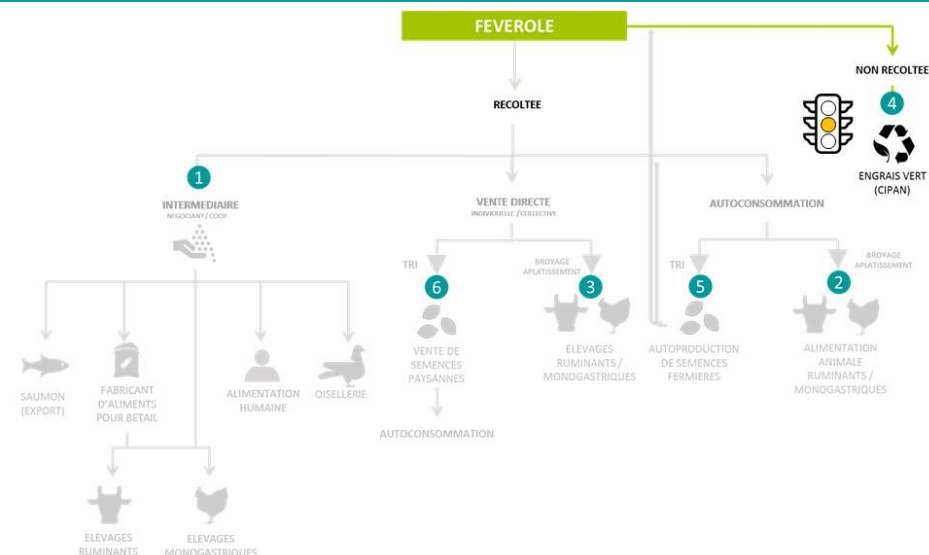 FEVEROLE
NON RECOLTEE
4
ENGRAIS VERT
(CIPAN)
RECOLTEE
1
INTERMEDIAIRE
NEGOCIANT / COOP
VENTE DIRECTE
INDIVIDUELLE / COLLECTIVE
AUTOCONSOMMATION
TRI
6
BROYAGE
APLATISSEMENT
3
TRI
5
BROYAGE
APLATISSEMENT
2
SAUMON
(EXPORT)
FABRICANT
D'ALIMENTS
POUR BETAIL
ALIMENTATION
HUMAINE
OISELLERIE
VENTE DE
SEMENCES
PAYSANNES
AUTOCONSOMMATION
ELEVAGES
RUMINANTS /
MONOGASTRIQUES
AUTOPRODUCTION
DE SEMENCES
FERMIERES
ALIMENTATION
ANIMALE
RUMINANTS /
MONOGASTRIQUES
ELEVAGES
RUMINANTS
ELEVAGES
MONOGASTRIQUES